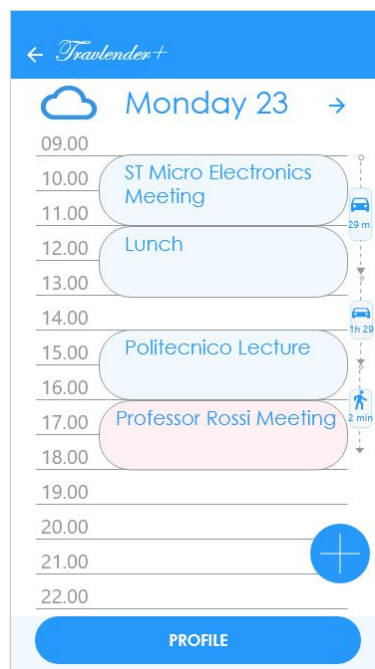 Travlender+
Monday 23
09.00
10.00
ST Micro Electronics
Meeting
11.00
29 m
12.00
Lunch
13.00
14.00
1h 29
15.00
Politecnico Lecture
16.00
17.00
Professor Rossi Meeting
2 min
18.00
19.00
20.00
21.00
22.00
PROFILE